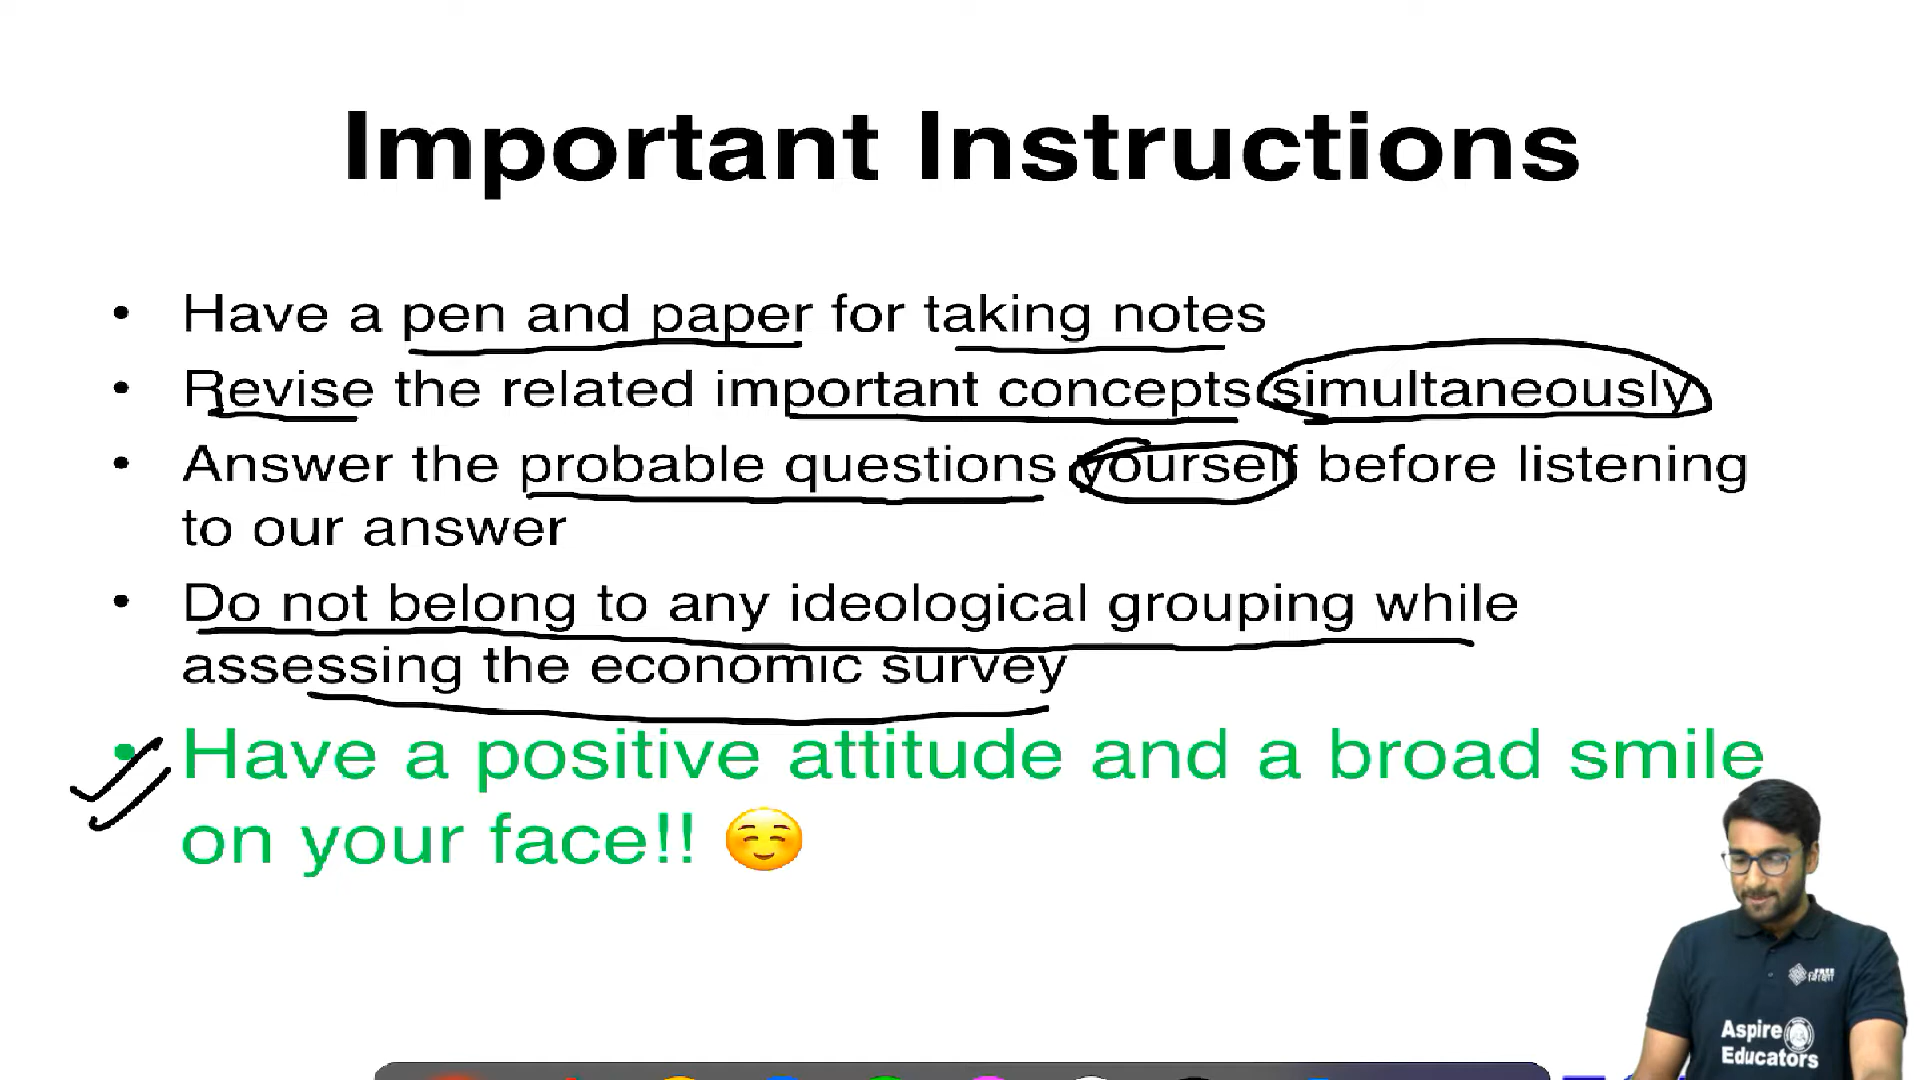 Important Instructions
• Have a pen and paper for taking notes
• Revise the related important concepts simultaneously
• Answer the probable questions yourself before listening
to our answer
• Do not belong to any ideological grouping while
assessing the economic survey
• Have a positive attitude and a broad smile
on your face!! ☺️
Aspire
Educators